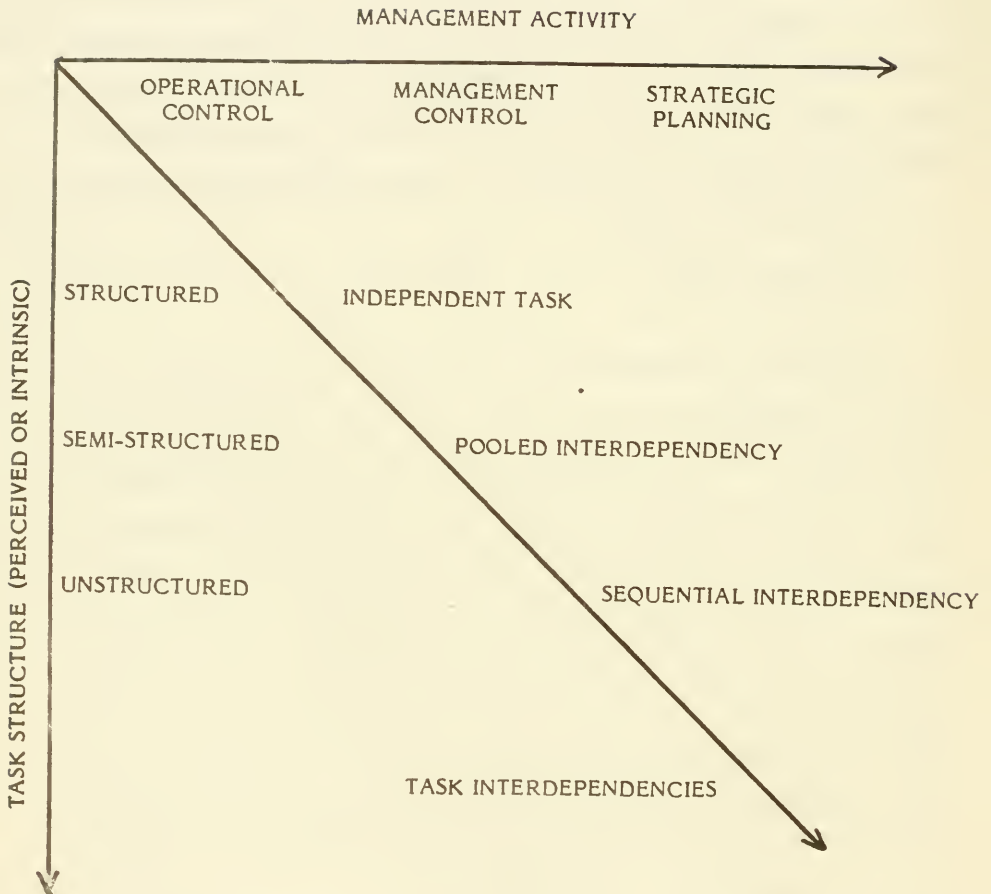 MANAGEMENT ACTIVITY
OPERATIONAL
CONTROL
MANAGEMENT
CONTROL
STRATEGIC
PLANNING
TASK STRUCTURE (PERCEIVED OR INTRINSIC)
STRUCTURED
INDEPENDENT TASK
SEMI-STRUCTURED
POOLED INTERDEPENDENCY
UNSTRUCTURED
SEQUENTIAL INTERDEPENDENCY
TASK INTERDEPENDENCIES